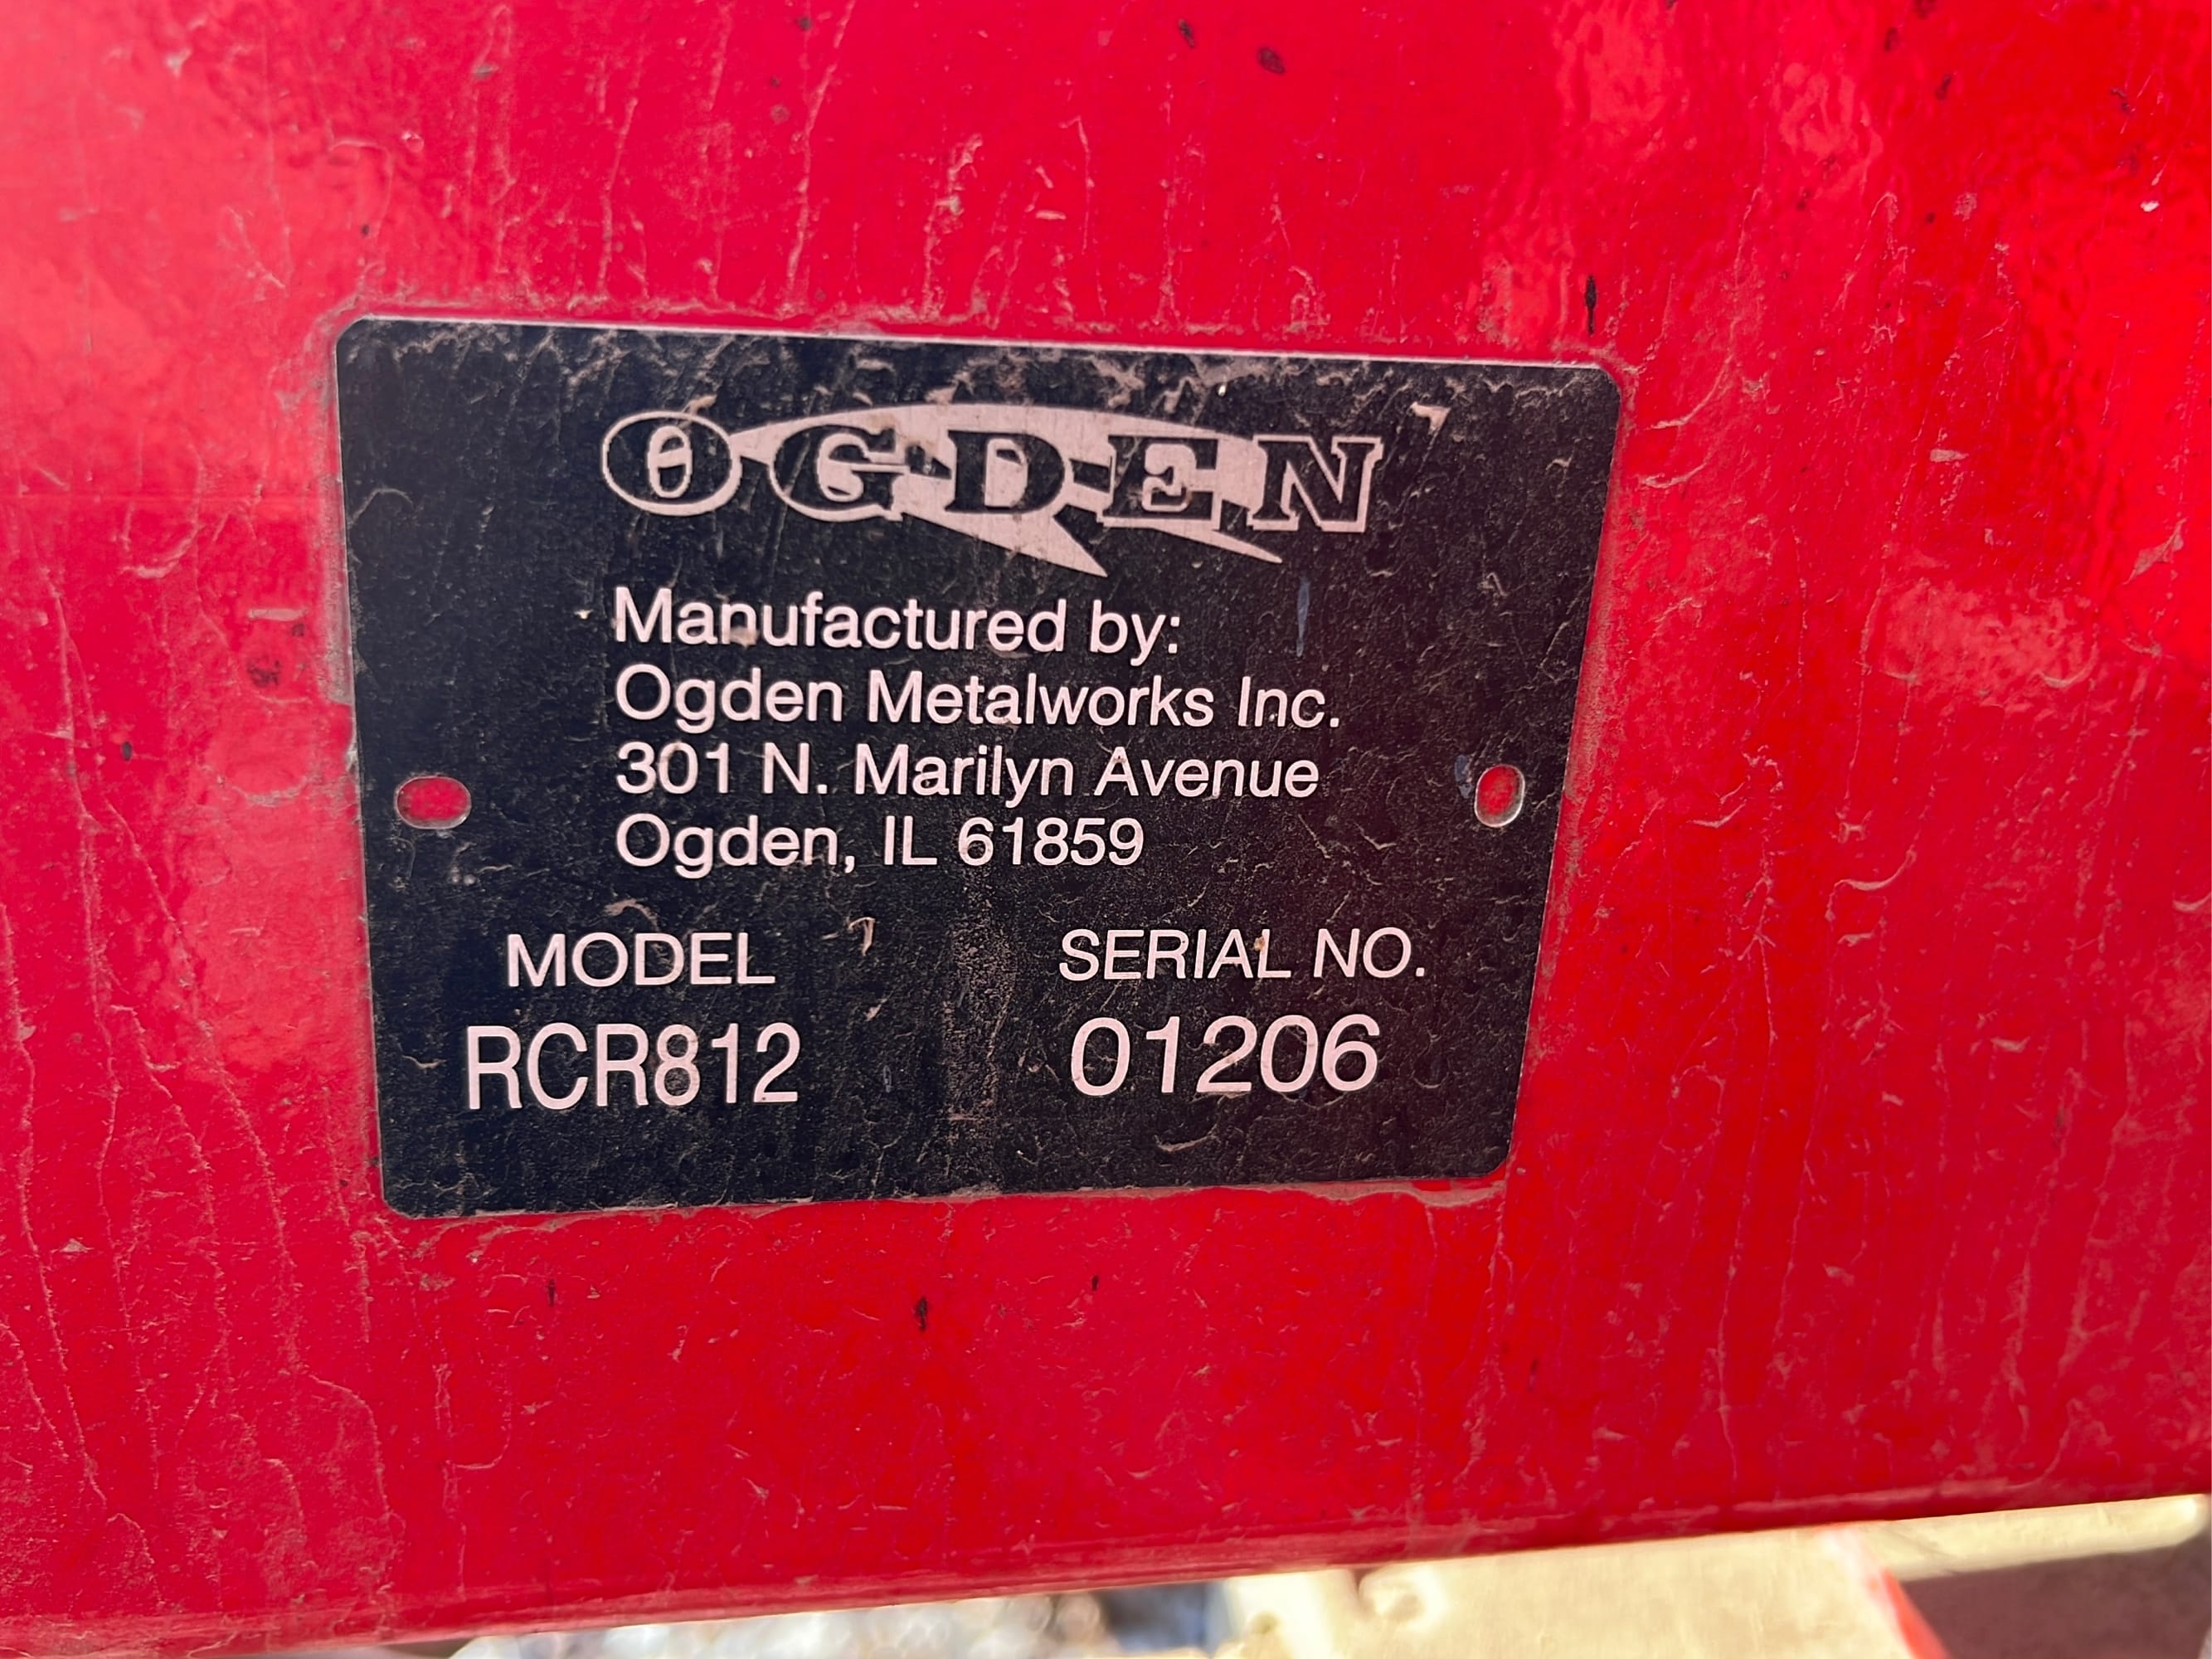 OGDEN
Manufactured by:
Ogden Metalworks Inc.
301 N. Marilyn Avenue
Ogden, IL 61859
MODEL SERIAL NO.
RCR812 01206